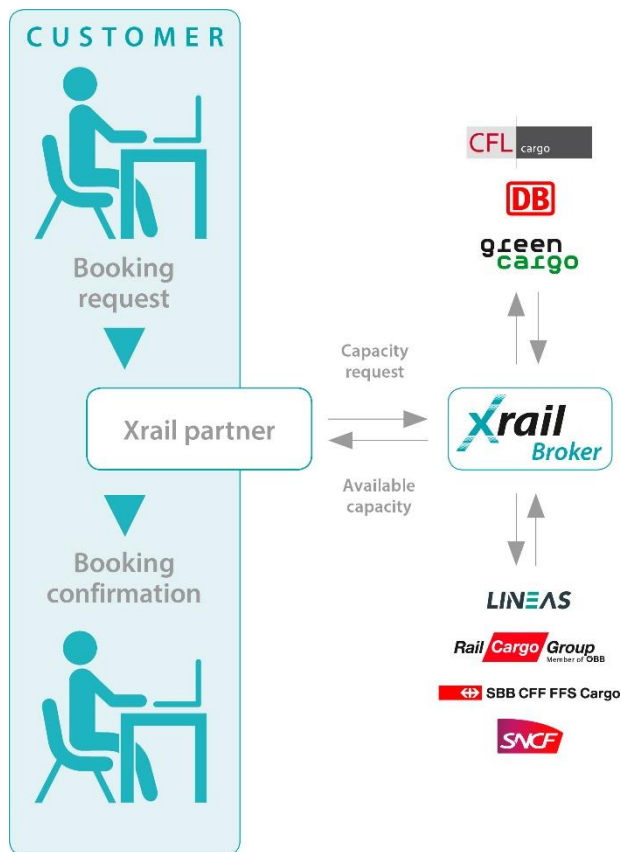 CUSTOMER
Booking
request
Xrail partner
Booking
confirmation
Capacity
request
Available
capacity
CFL cargo
DB
green
cargo
Xrail
Broker
LINEAS
Rail Cargo Group
Member of ÖBB
SBB CFF FFS Cargo
SNCF